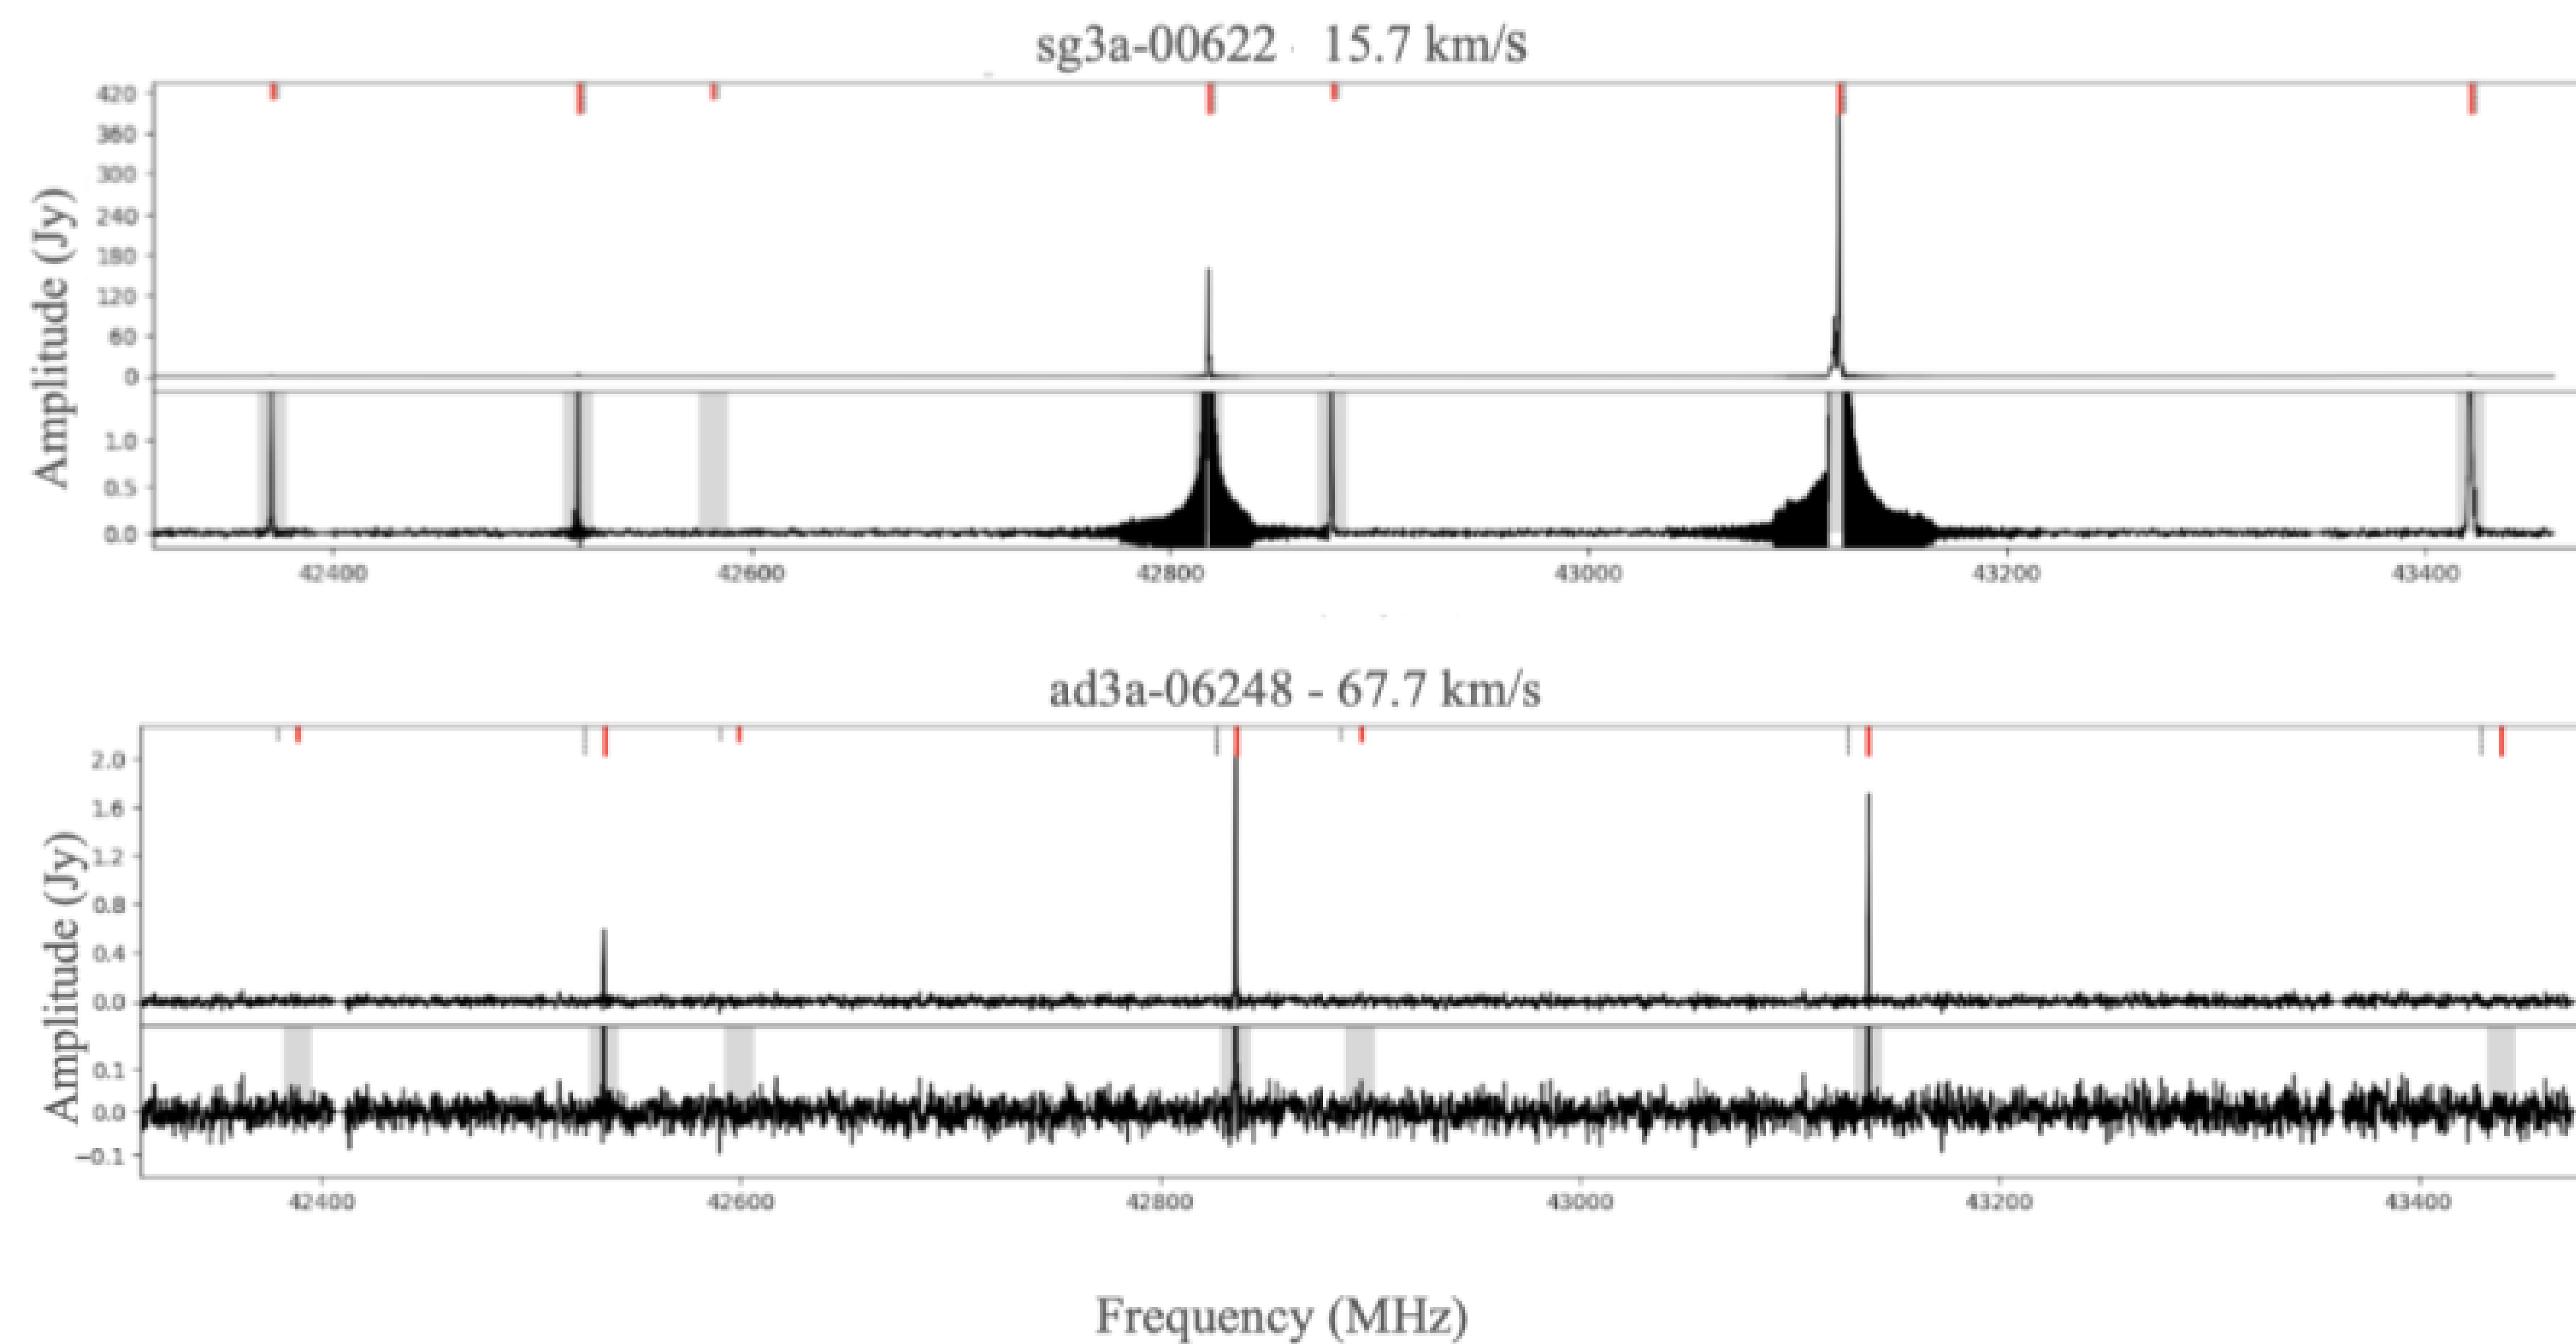 sg3a-00622 15.7 km/s
420
360
300
240
180
120
60
0
Amplitude (Jy)
1.0
0.5
0.0
42400 42600 42800 43000 43200 43400
ad3a-06248 - 67.7 km/s
2.0
1.6
1.2
0.8
0.4
0.0
Amplitude (Jy)
0.1
0.0
−0.1
42400 42600 42800 43000 43200 43400
Frequency (MHz)